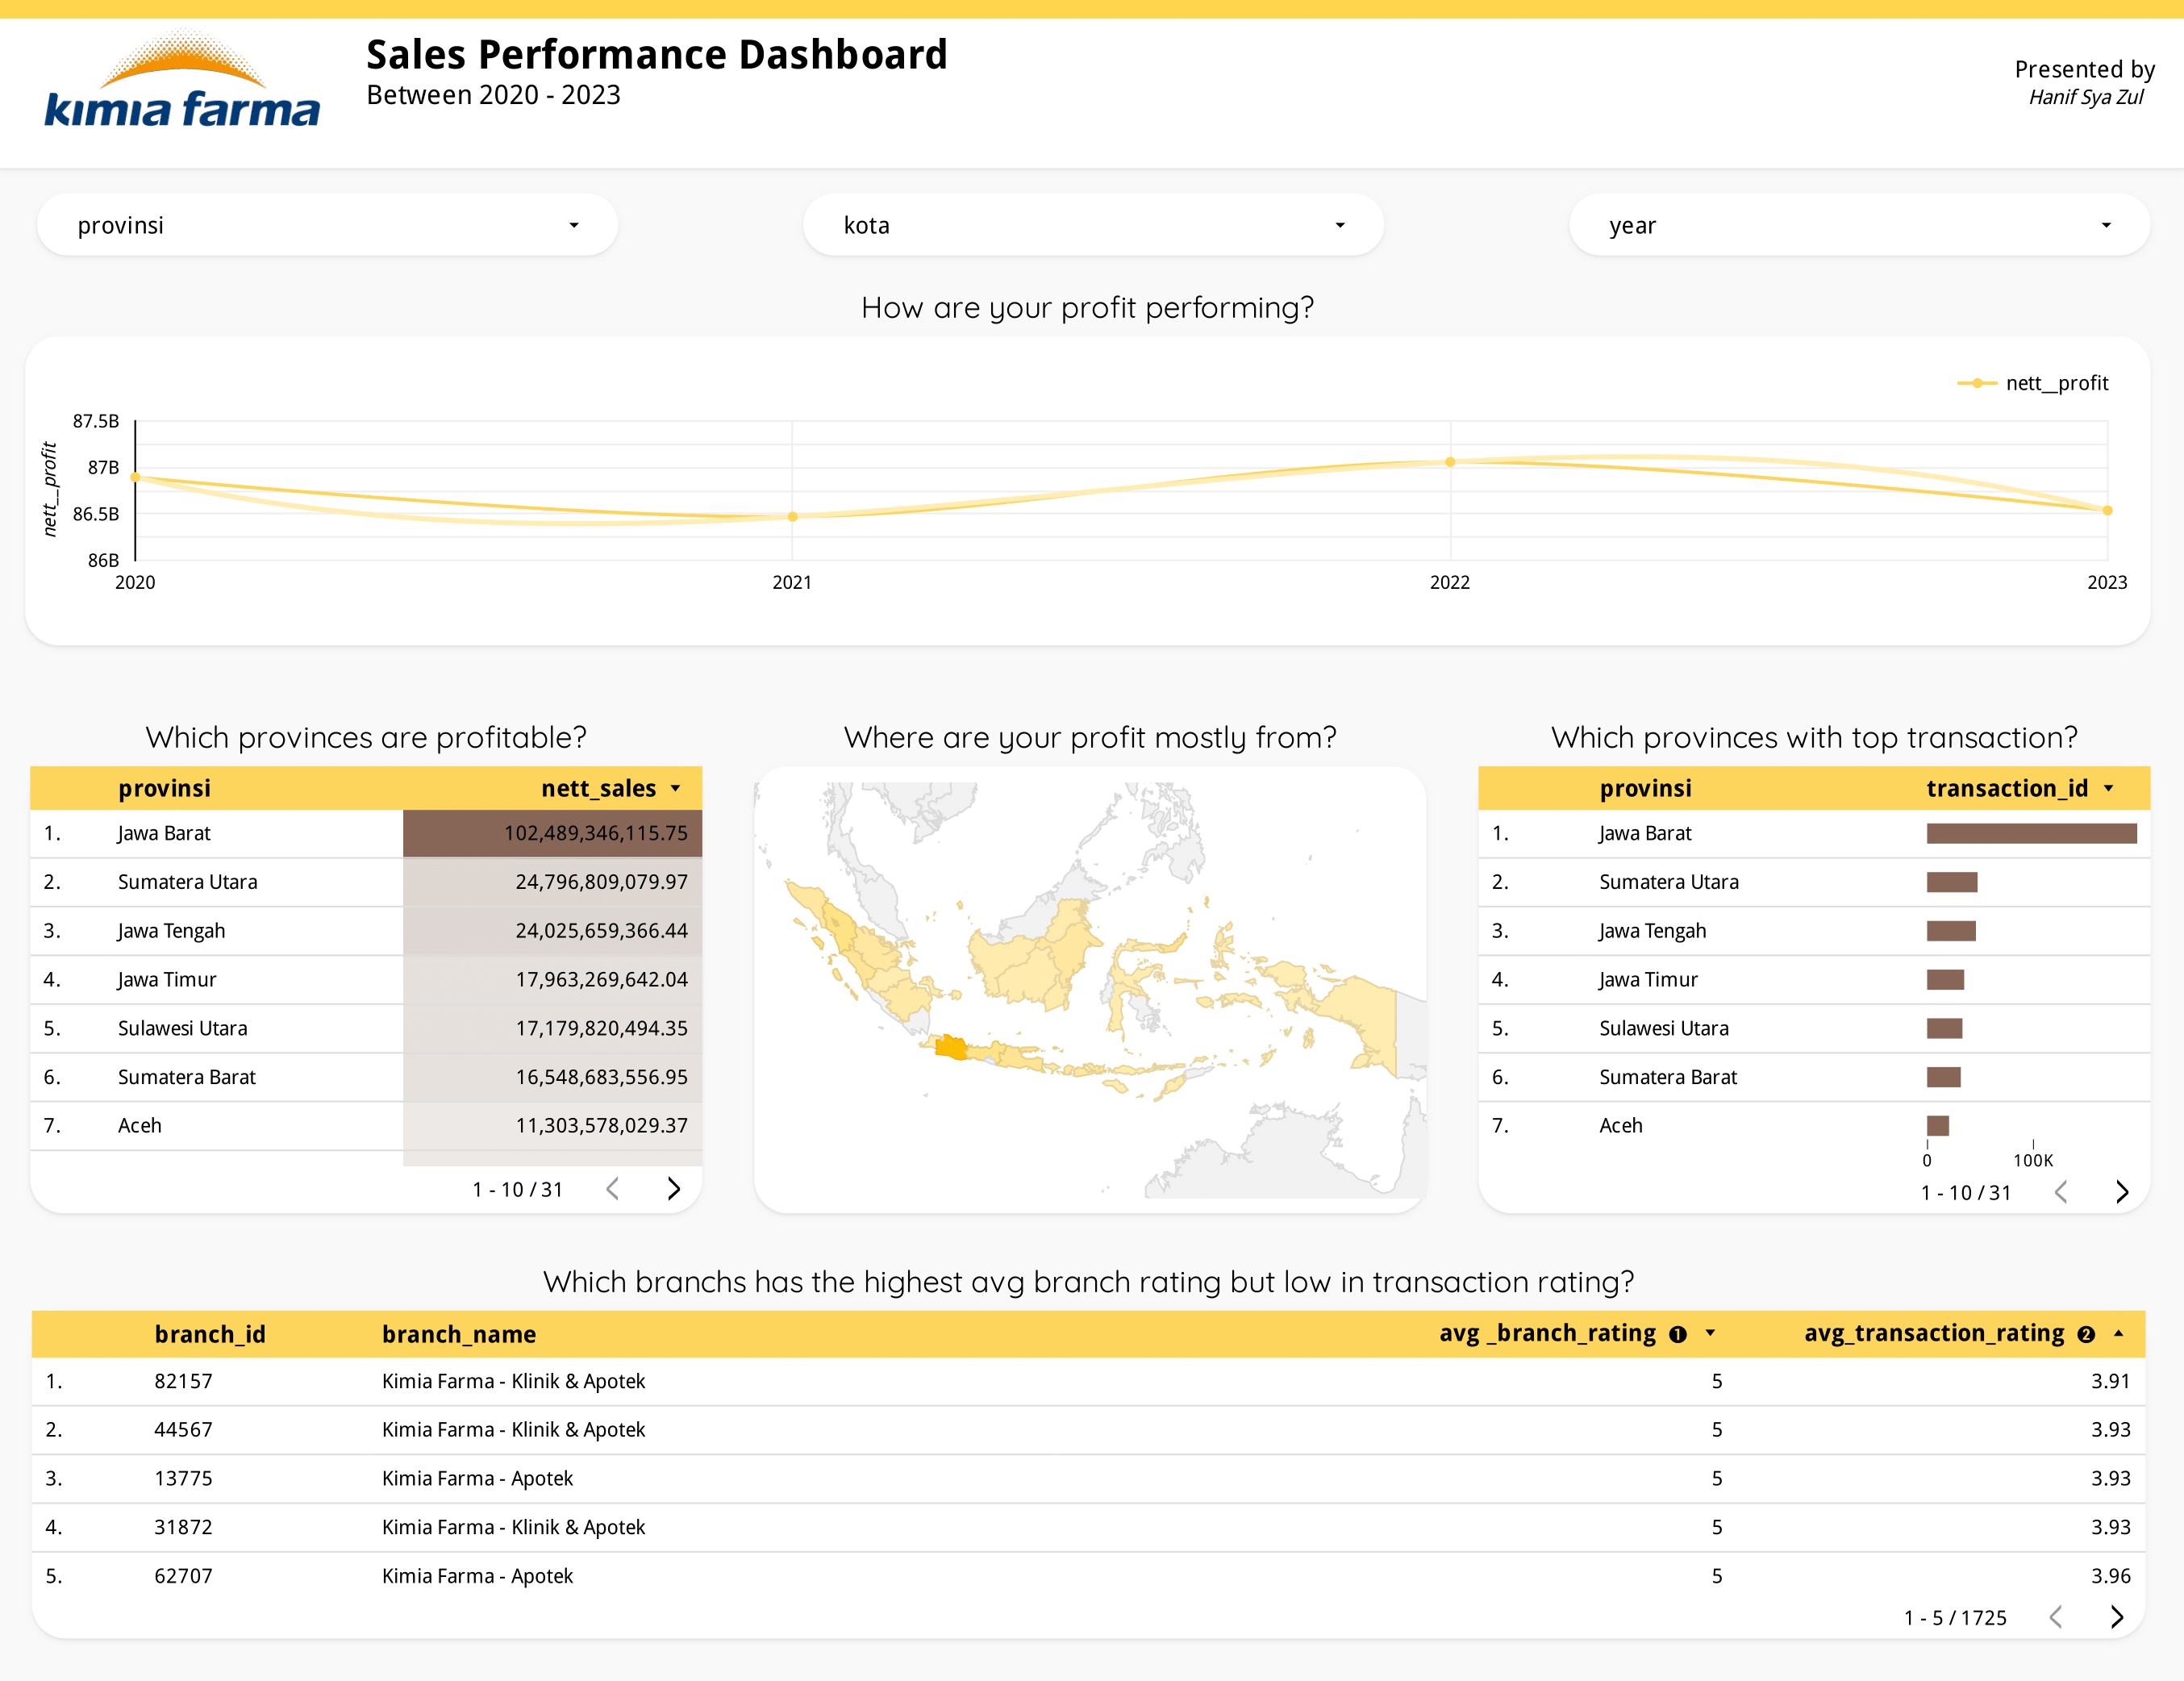 kimia farma
Sales Performance Dashboard
Between 2020 - 2023
Presented by
Hanif Sya Zul
provinsi
kota
year
How are your profit performing?
nett__profit
nett__profit
87.5B
87B
86.5B
86B
2020 2021 2022 2023
Which provinces are profitable?
provinsi nett_sales
1. Jawa Barat 102,489,346,115.75
2. Sumatera Utara 24,796,809,079.97
3. Jawa Tengah 24,025,659,366.44
4. Jawa Timur 17,963,269,642.04
5. Sulawesi Utara 17,179,820,494.35
6. Sumatera Barat 16,548,683,556.95
7. Aceh 11,303,578,029.37
1 - 10 / 31
Where are your profit mostly from?
Which provinces with top transaction?
provinsi transaction_id
1. Jawa Barat
2. Sumatera Utara
3. Jawa Tengah
4. Jawa Timur
5. Sulawesi Utara
6. Sumatera Barat
7. Aceh
0 100K
1 - 10 / 31
Which branchs has the highest avg branch rating but low in transaction rating?
branch_id branch_name avg _branch_rating 1 avg_transaction_rating 2
1. 82157 Kimia Farma - Klinik & Apotek 5 3.91
2. 44567 Kimia Farma - Klinik & Apotek 5 3.93
3. 13775 Kimia Farma - Apotek 5 3.93
4. 31872 Kimia Farma - Klinik & Apotek 5 3.93
5. 62707 Kimia Farma - Apotek 5 3.96
1 - 5 / 1725